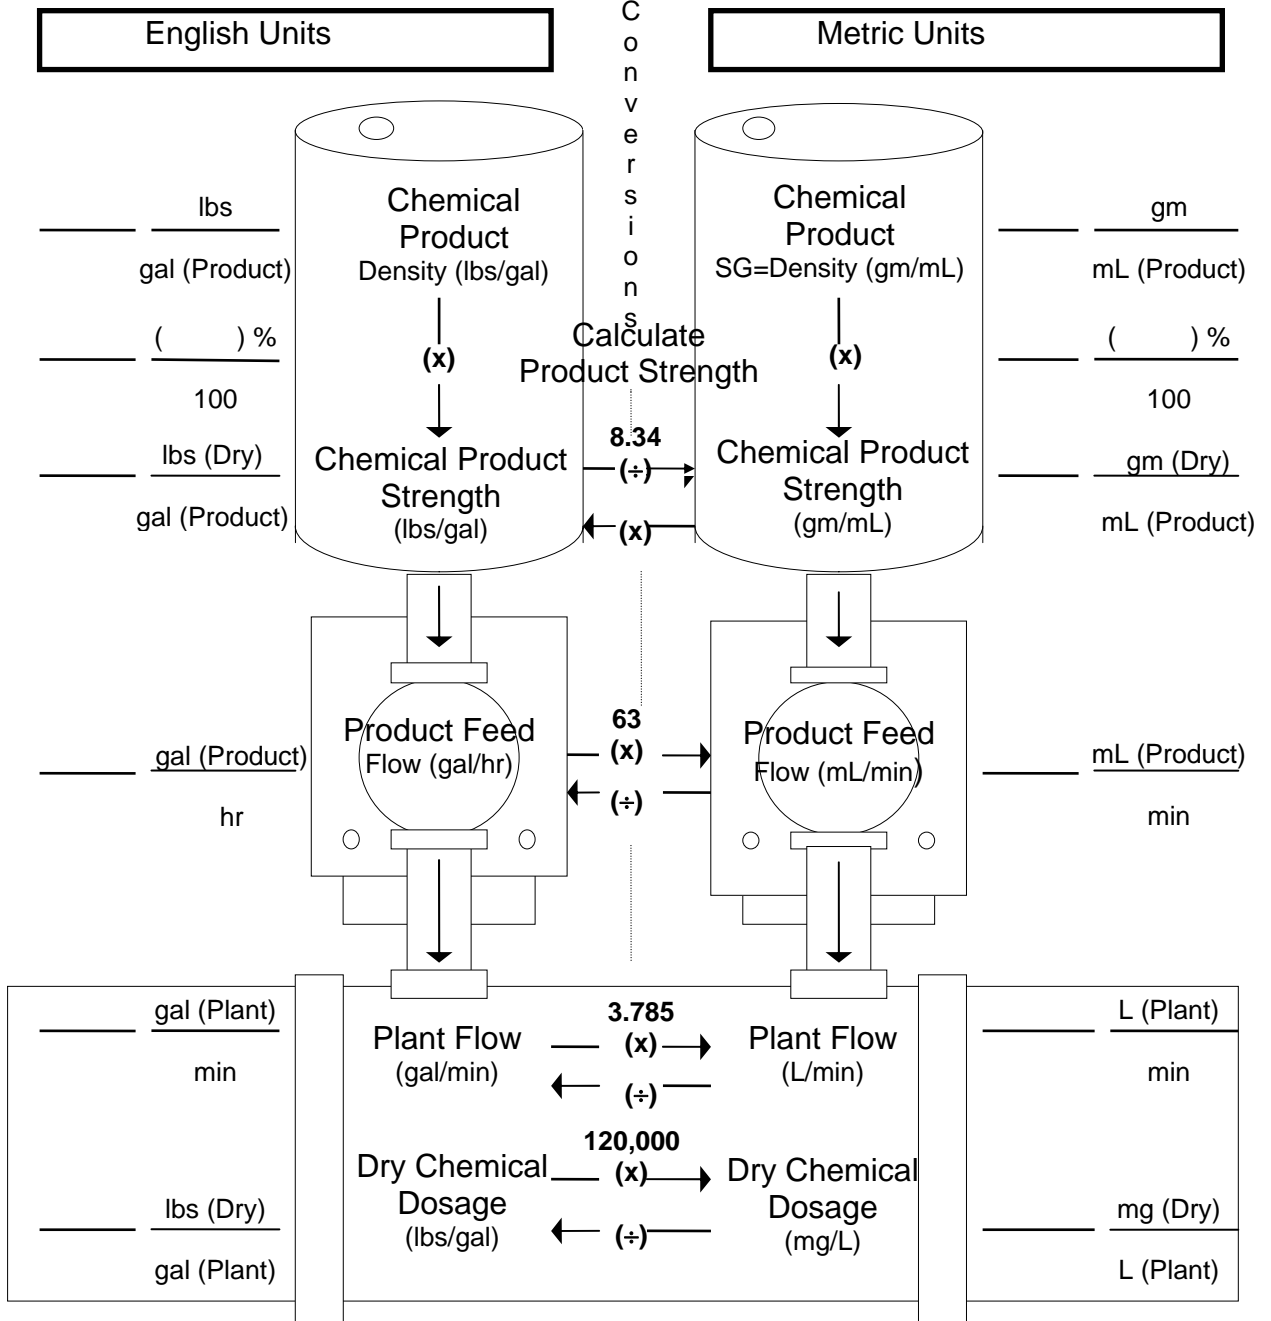 English Units
Conversions
Metric Units
lbs
gal (Product)
Chemical
Product
Density (lbs/gal)
Chemical
Product
SG=Density (gm/mL)
gm
mL (Product)
( ) %
100
(x)
Calculate
Product Strength
(x)
( ) %
100
lbs (Dry)
gal (Product)
Chemical Product
Strength
(lbs/gal)
8.34
(÷)
(x)
Chemical Product
Strength
(gm/mL)
gm (Dry)
mL (Product)
gal (Product)
hr
Product Feed
Flow (gal/hr)
63
(x)
(÷)
Product Feed
Flow (mL/min)
mL (Product)
min
gal (Plant)
min
Plant Flow
(gal/min)
3.785
(x)
(÷)
Plant Flow
(L/min)
L (Plant)
min
lbs (Dry)
gal (Plant)
Dry Chemical
Dosage
(lbs/gal)
120,000
(x)
(÷)
Dry Chemical
Dosage
(mg/L)
mg (Dry)
L (Plant)